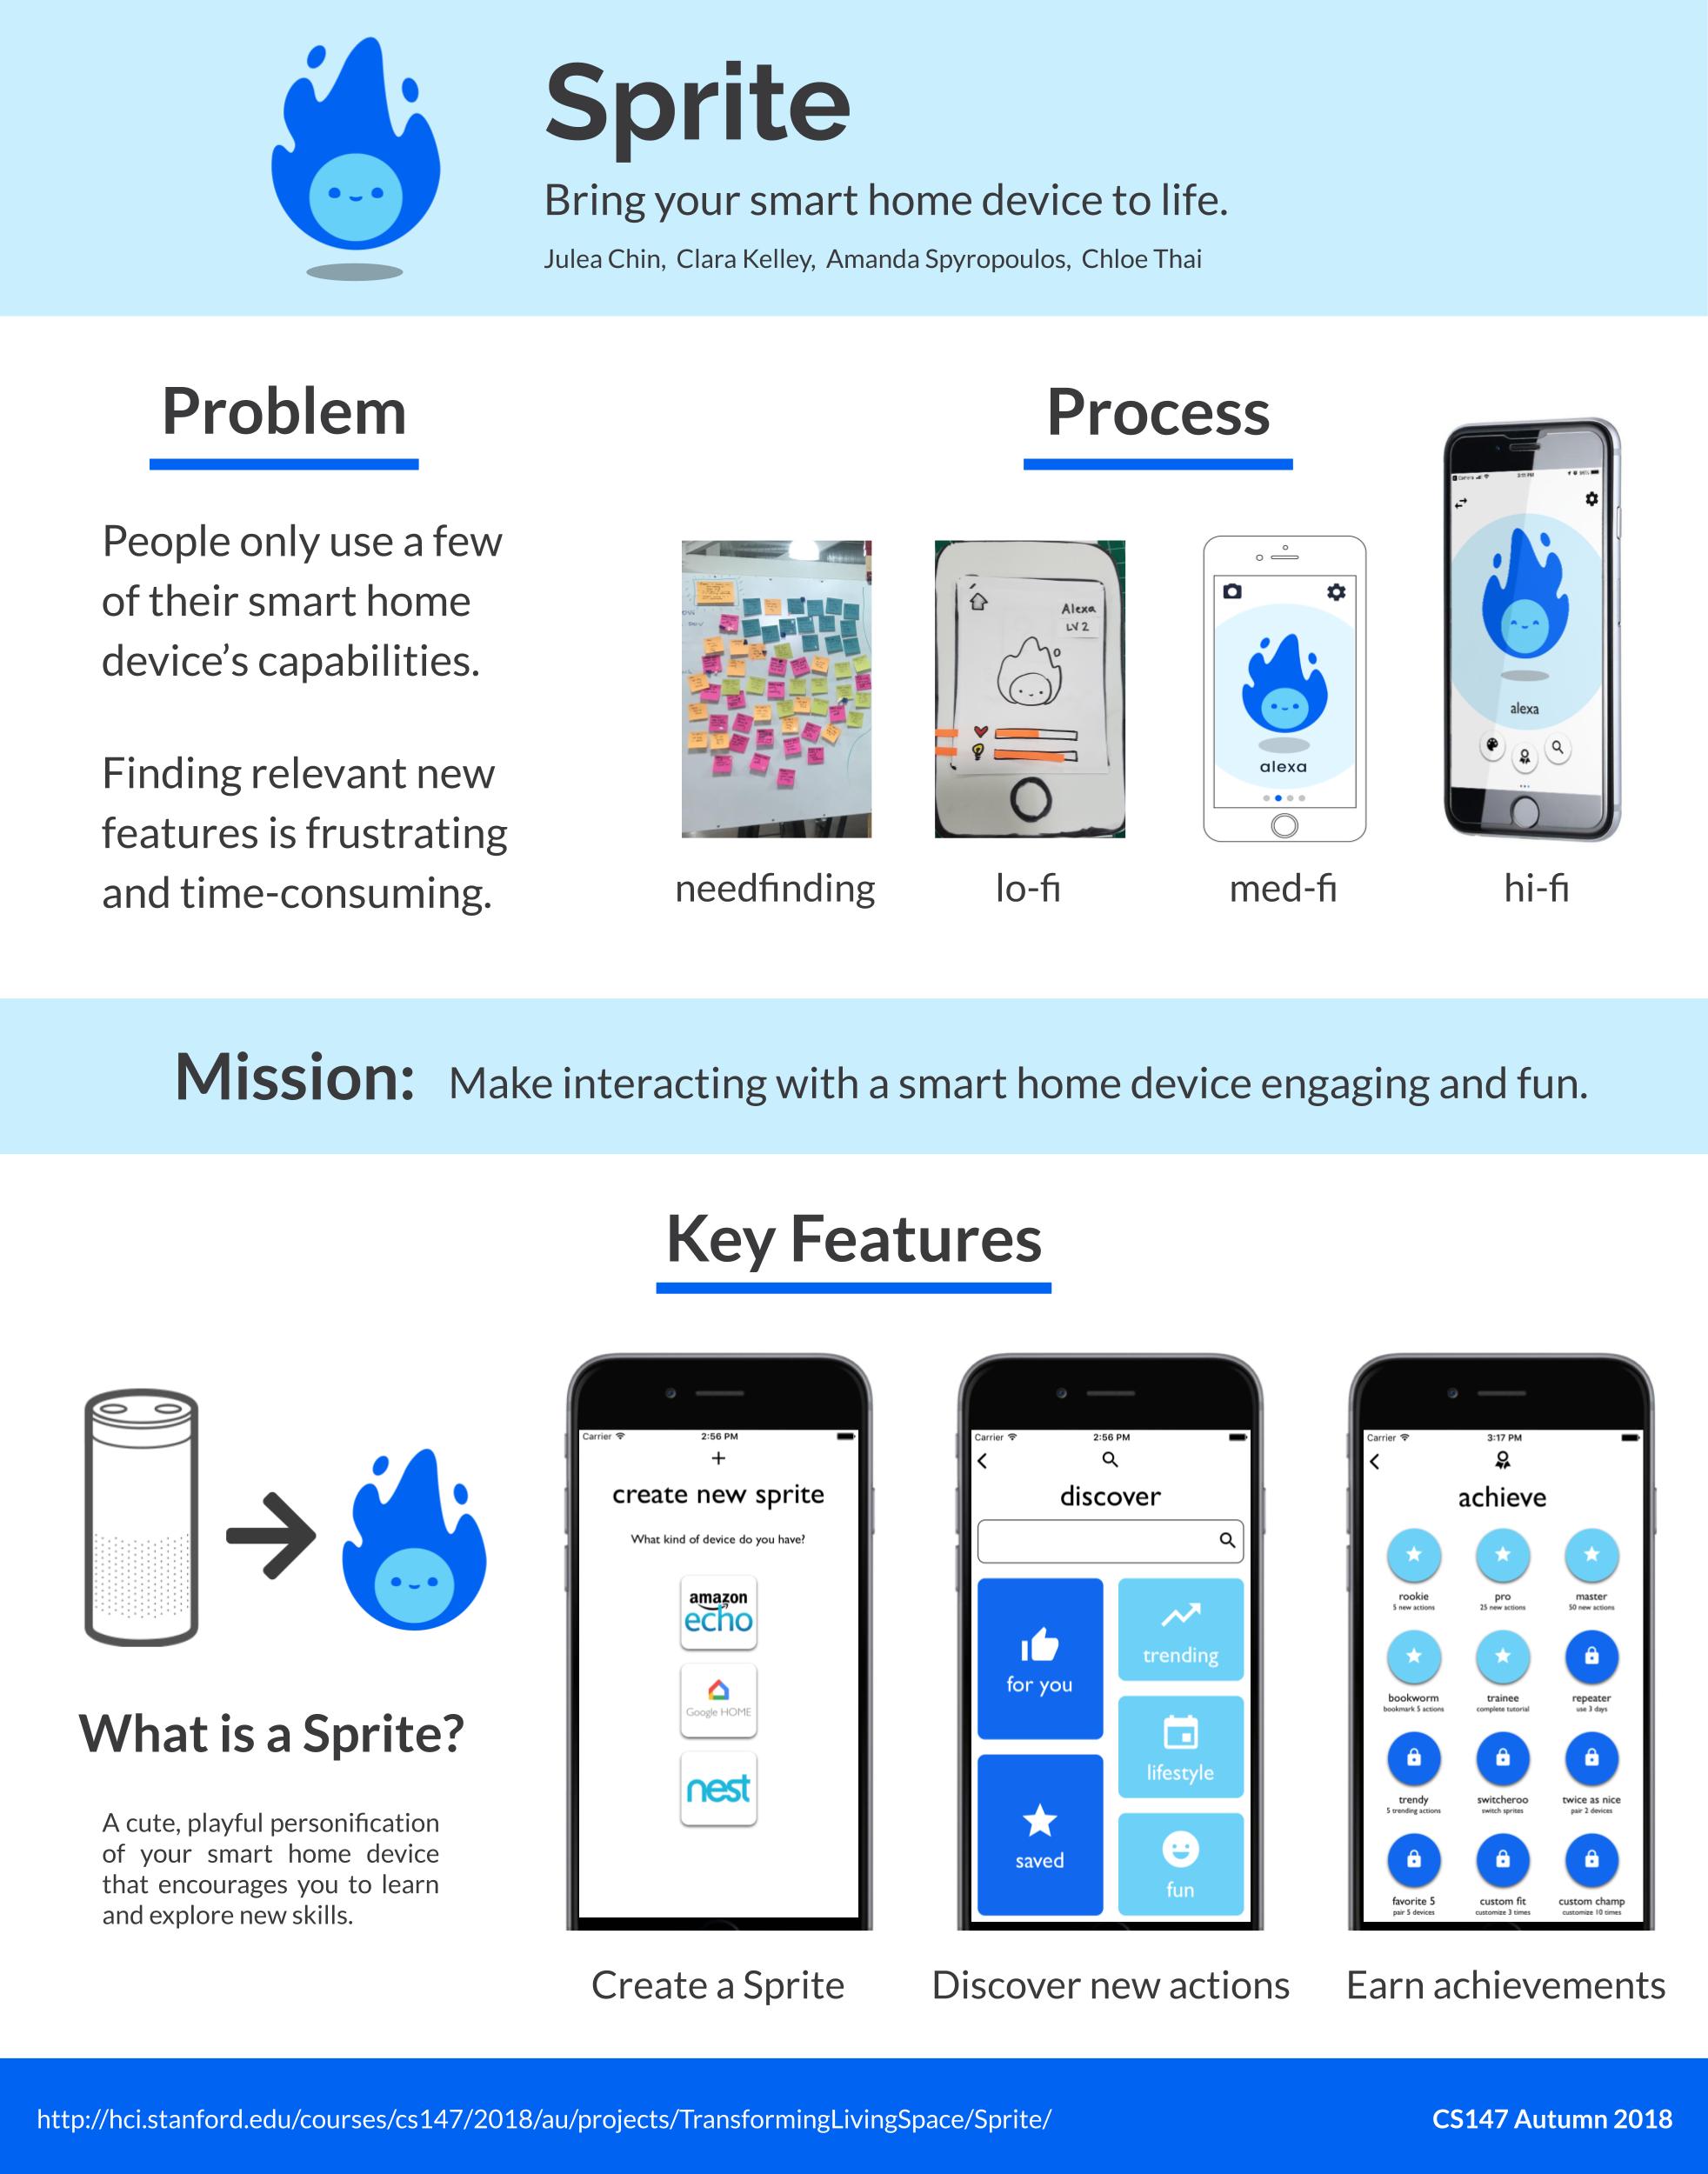 Sprite
Bring your smart home device to life.
Julea Chin, Clara Kelley, Amanda Spyropoulos, Chloe Thai
Problem
People only use a few
of their smart home
device's capabilities.
Finding relevant new
features is frustrating
and time-consuming.
Process
Alexa
LV 2
alexa
alexa
needfinding
lo-fi
med-fi
hi-fi
Mission: Make interacting with a smart home device engaging and fun.
Key Features
What is a Sprite?
A cute, playful personification
of your smart home device
that encourages you to learn
and explore new skills.
Carrier 2:56 PM
+
create new sprite
What kind of device do you have?
amazon
echo
Google HOME
nest
Create a Sprite
Carrier 2:56 PM
discover
for you
trending
lifestyle
saved
fun
Discover new actions
Carrier 3:17 PM
achieve
rookie pro master
5 new actions 25 new actions 50 new actions
bookworm trainee repeater
bookmark 5 actions complete tutorial use 3 days
trendy switcheroo twice as nice
5 trending actions switch sprites pair 2 devices
favorite 5 custom fit custom champ
pair 5 devices customize 3 times customize 10 times
Earn achievements
http://hci.stanford.edu/courses/cs147/2018/au/projects/TransformingLivingSpace/Sprite/
CS147 Autumn 2018